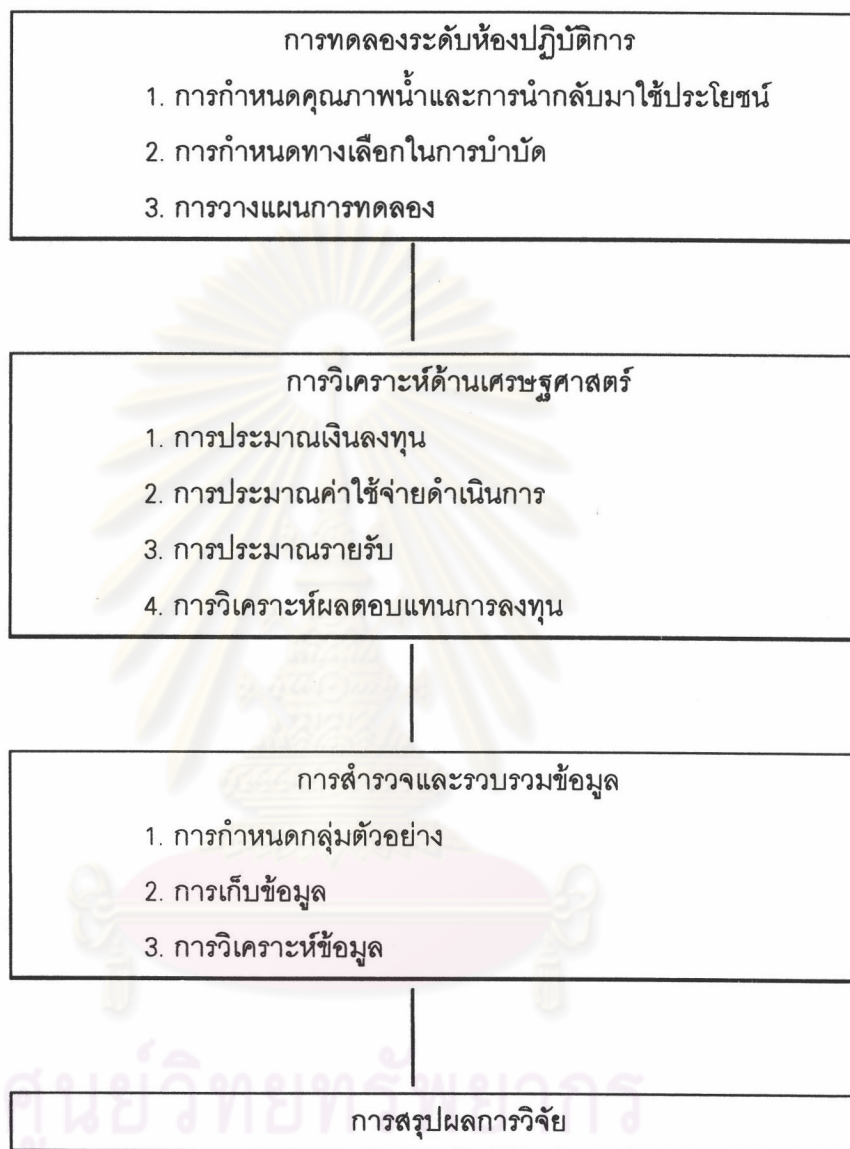 การทดลองระดับห้องปฏิบัติการ
1. การกำหนดคุณภาพน้ำและการนำกลับมาใช้ประโยชน์
2. การกำหนดทางเลือกในการบำบัด
3. การวางแผนการทดลอง
การวิเคราะห์ด้านเศรษฐศาสตร์
1. การประมาณเงินลงทุน
2. การประมาณค่าใช้จ่ายดำเนินการ
3. การประมาณรายรับ
4. การวิเคราะห์ผลตอบแทนการลงทุน
การสำรวจและรวบรวมข้อมูล
1. การกำหนดกลุ่มตัวอย่าง
2. การเก็บข้อมูล
3. การวิเคราะห์ข้อมูล
ศูนย์วิทยทรัพยากร
การสรุปผลการวิจัย